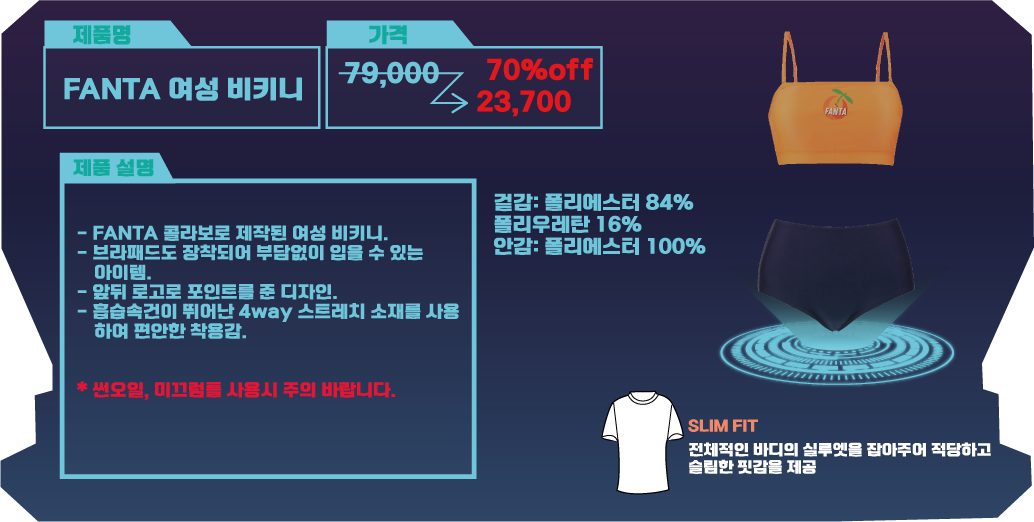 제품명
FANTA 여성 비키니
가격
79,000
70%off
23,700
FANTA
제품 설명
- FANTA 콜라보로 제작된 여성 비키니.
- 브라패드도 장착되어 부담없이 입을 수 있는
아이템.
- 앞뒤 로고로 포인트를 준 디자인.
- 흡습속건이 뛰어난 4way 스트레치 소재를 사용
하여 편안한 착용감.
* 썬오일, 미끄럼틀 사용시 주의 바랍니다.
겉감: 폴리에스터 84%
폴리우레탄 16%
안감: 폴리에스터 100%
SLIM FIT
전체적인 바디의 실루엣을 잡아주어 적당하고
슬림한 핏감을 제공